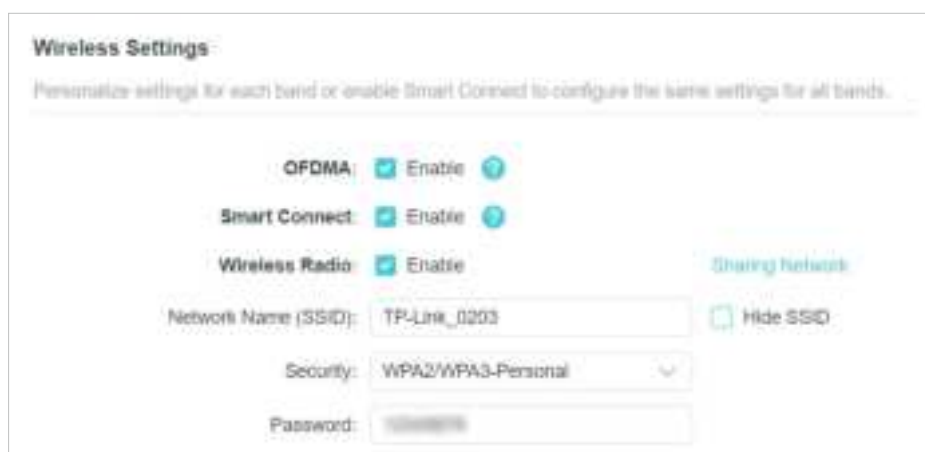 Wireless Settings
Personalize settings for each band or enable Smart Connect to configure the same settings for all bands.
OFDMA: Enable ?
Smart Connect: Enable ?
Wireless Radio: Enable Sharing Network
Network Name (SSID): TP-Link_0203 Hide SSID
Security: WPA2/WPA3-Personal
Password: